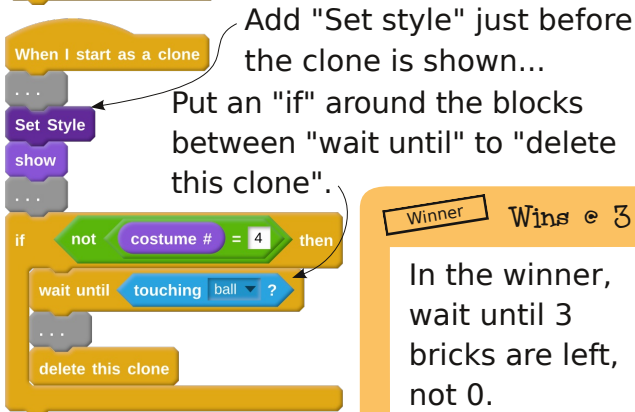 Add "Set style" just before
the clone is shown...
When I start as a clone
. . .
Set Style
show
. . .
Put an "if" around the blocks
between "wait until" to "delete
this clone".
if not costume # = 4 then
wait until touching ball ?
. . .
delete this clone
Winner Wins @ 3
In the winner,
wait until 3
bricks are left,
not 0.